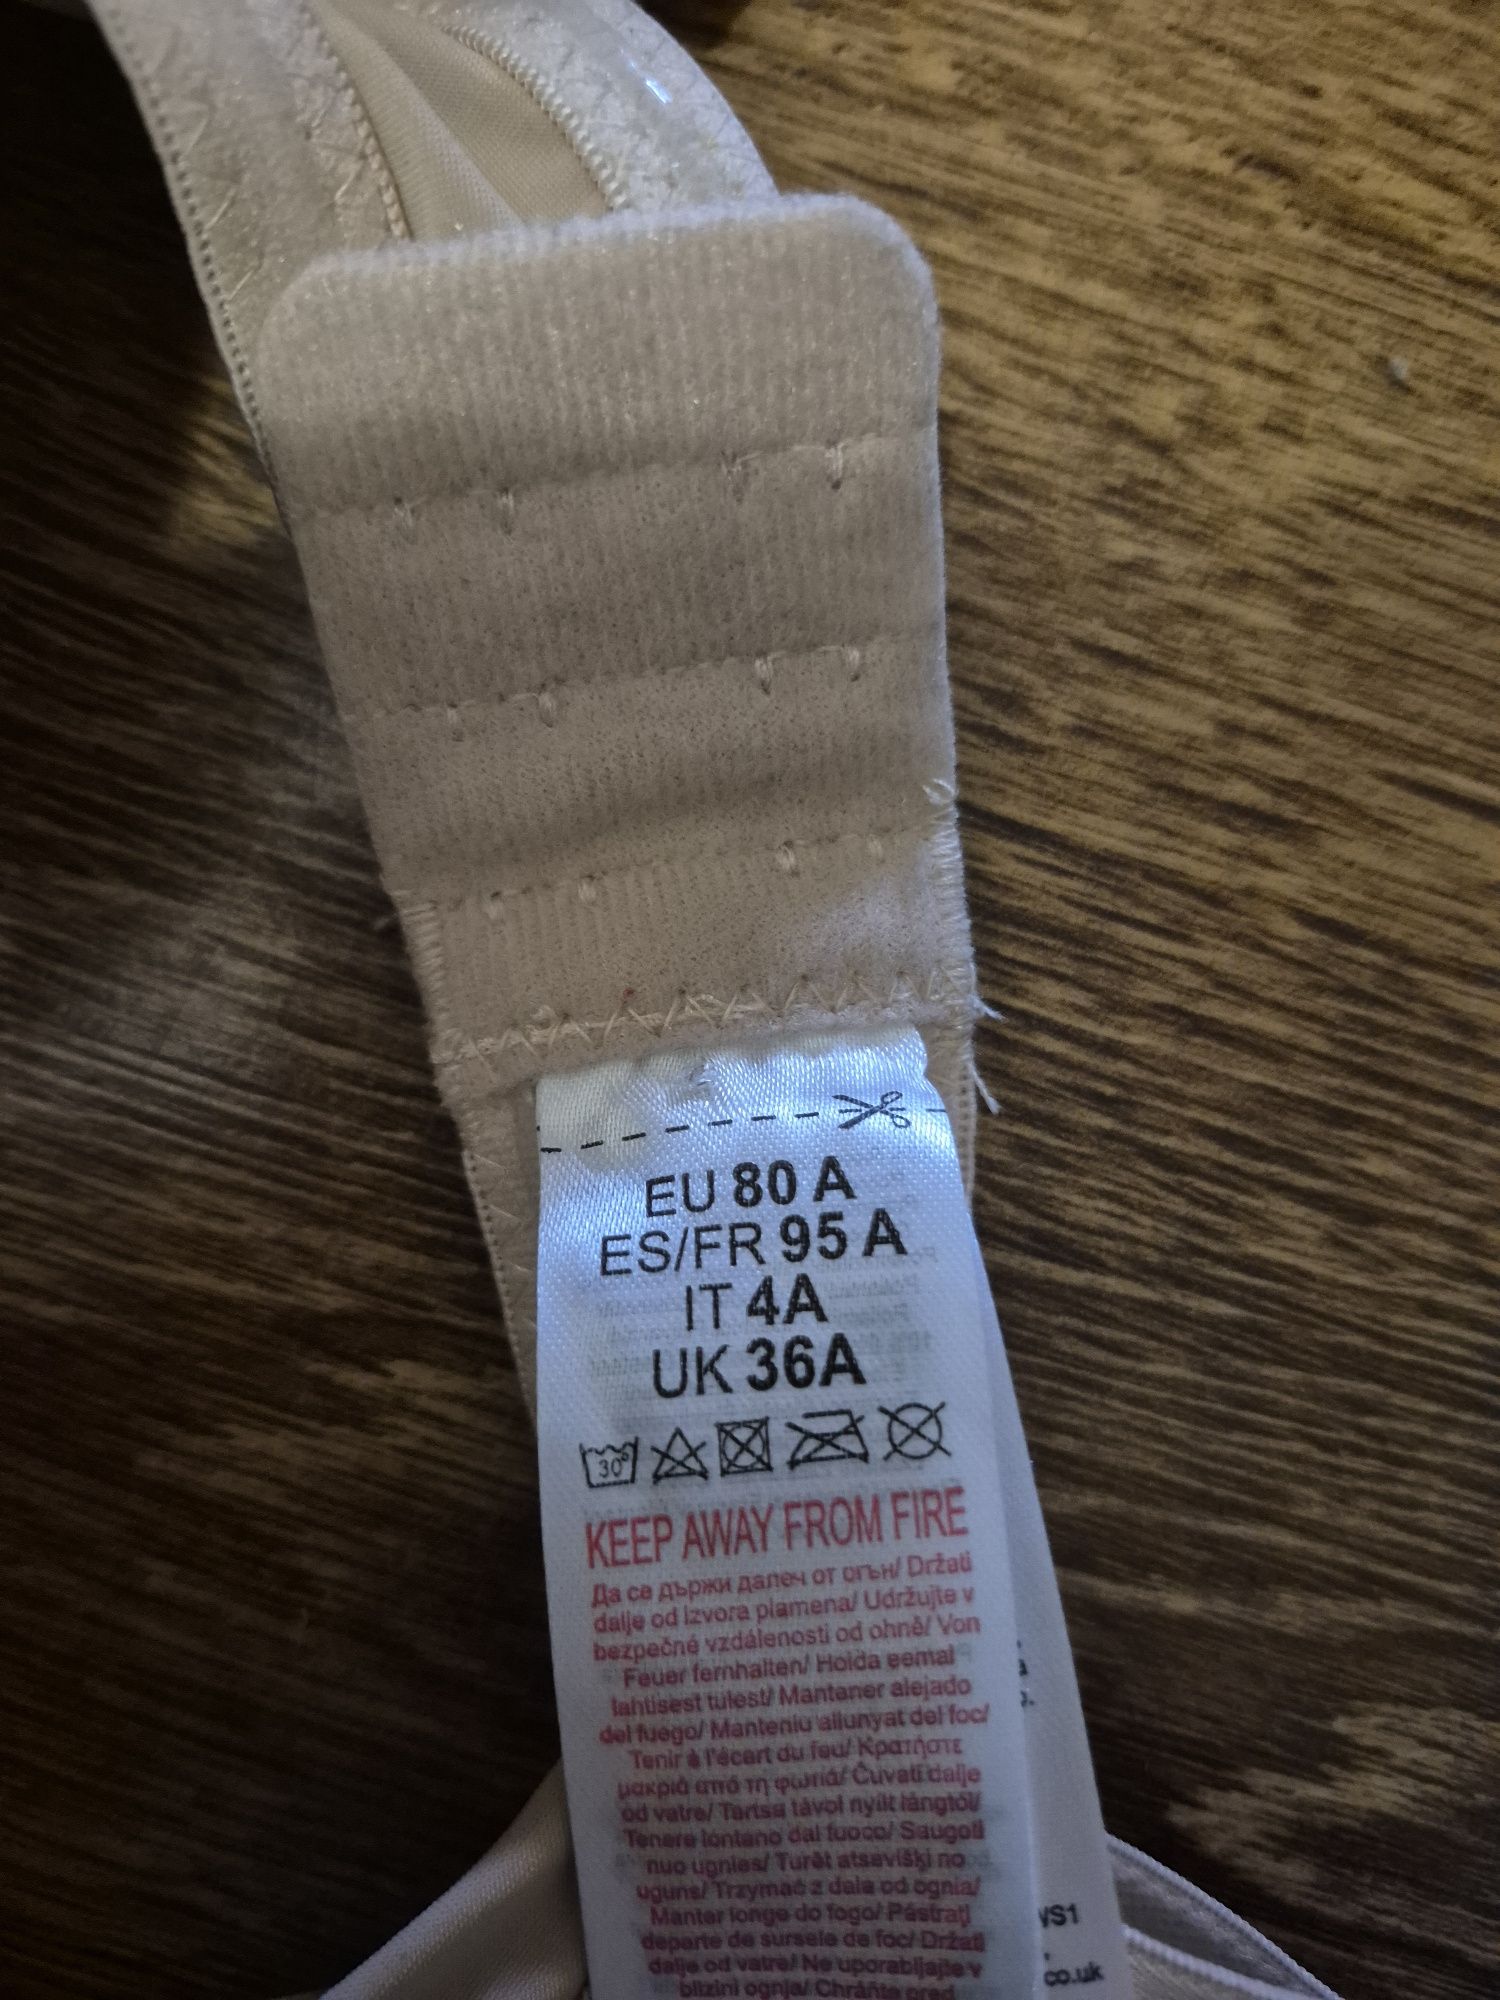 EU 80 A
ES/FR 95 A
IT 4A
UK 36A
30°
KEEP AWAY FROM FIRE
Да се държи далеч от огън/ Držati
dalje od izvora plamena/ Udržujte v
bezpečné vzdálenosti od ohně/ Von
Feuer fernhalten/ Hoida eemal
lahtisest tulest/ Mantener alejado
del fuego/ Manteniu allunyat del foc/
Tenir à l'écart du feu/ Κρατήστε
μακριά από τη φωτιά/ Čuvati dalje
od vatre/ Tartsa távol nyílt lángtól/
Tenere lontano dal fuoco/ Saugoti
nuo ugnies/ Turēt atsevišķi no
uguns/ Trzymać z dala od ognia/
Manter longe do fogo/ Păstrați
departe de sursele de foc/ Držati
dalje od vatre/ Ne uporabljajte v
bližini ognja/ Chráňte pred
WS1
co.uk